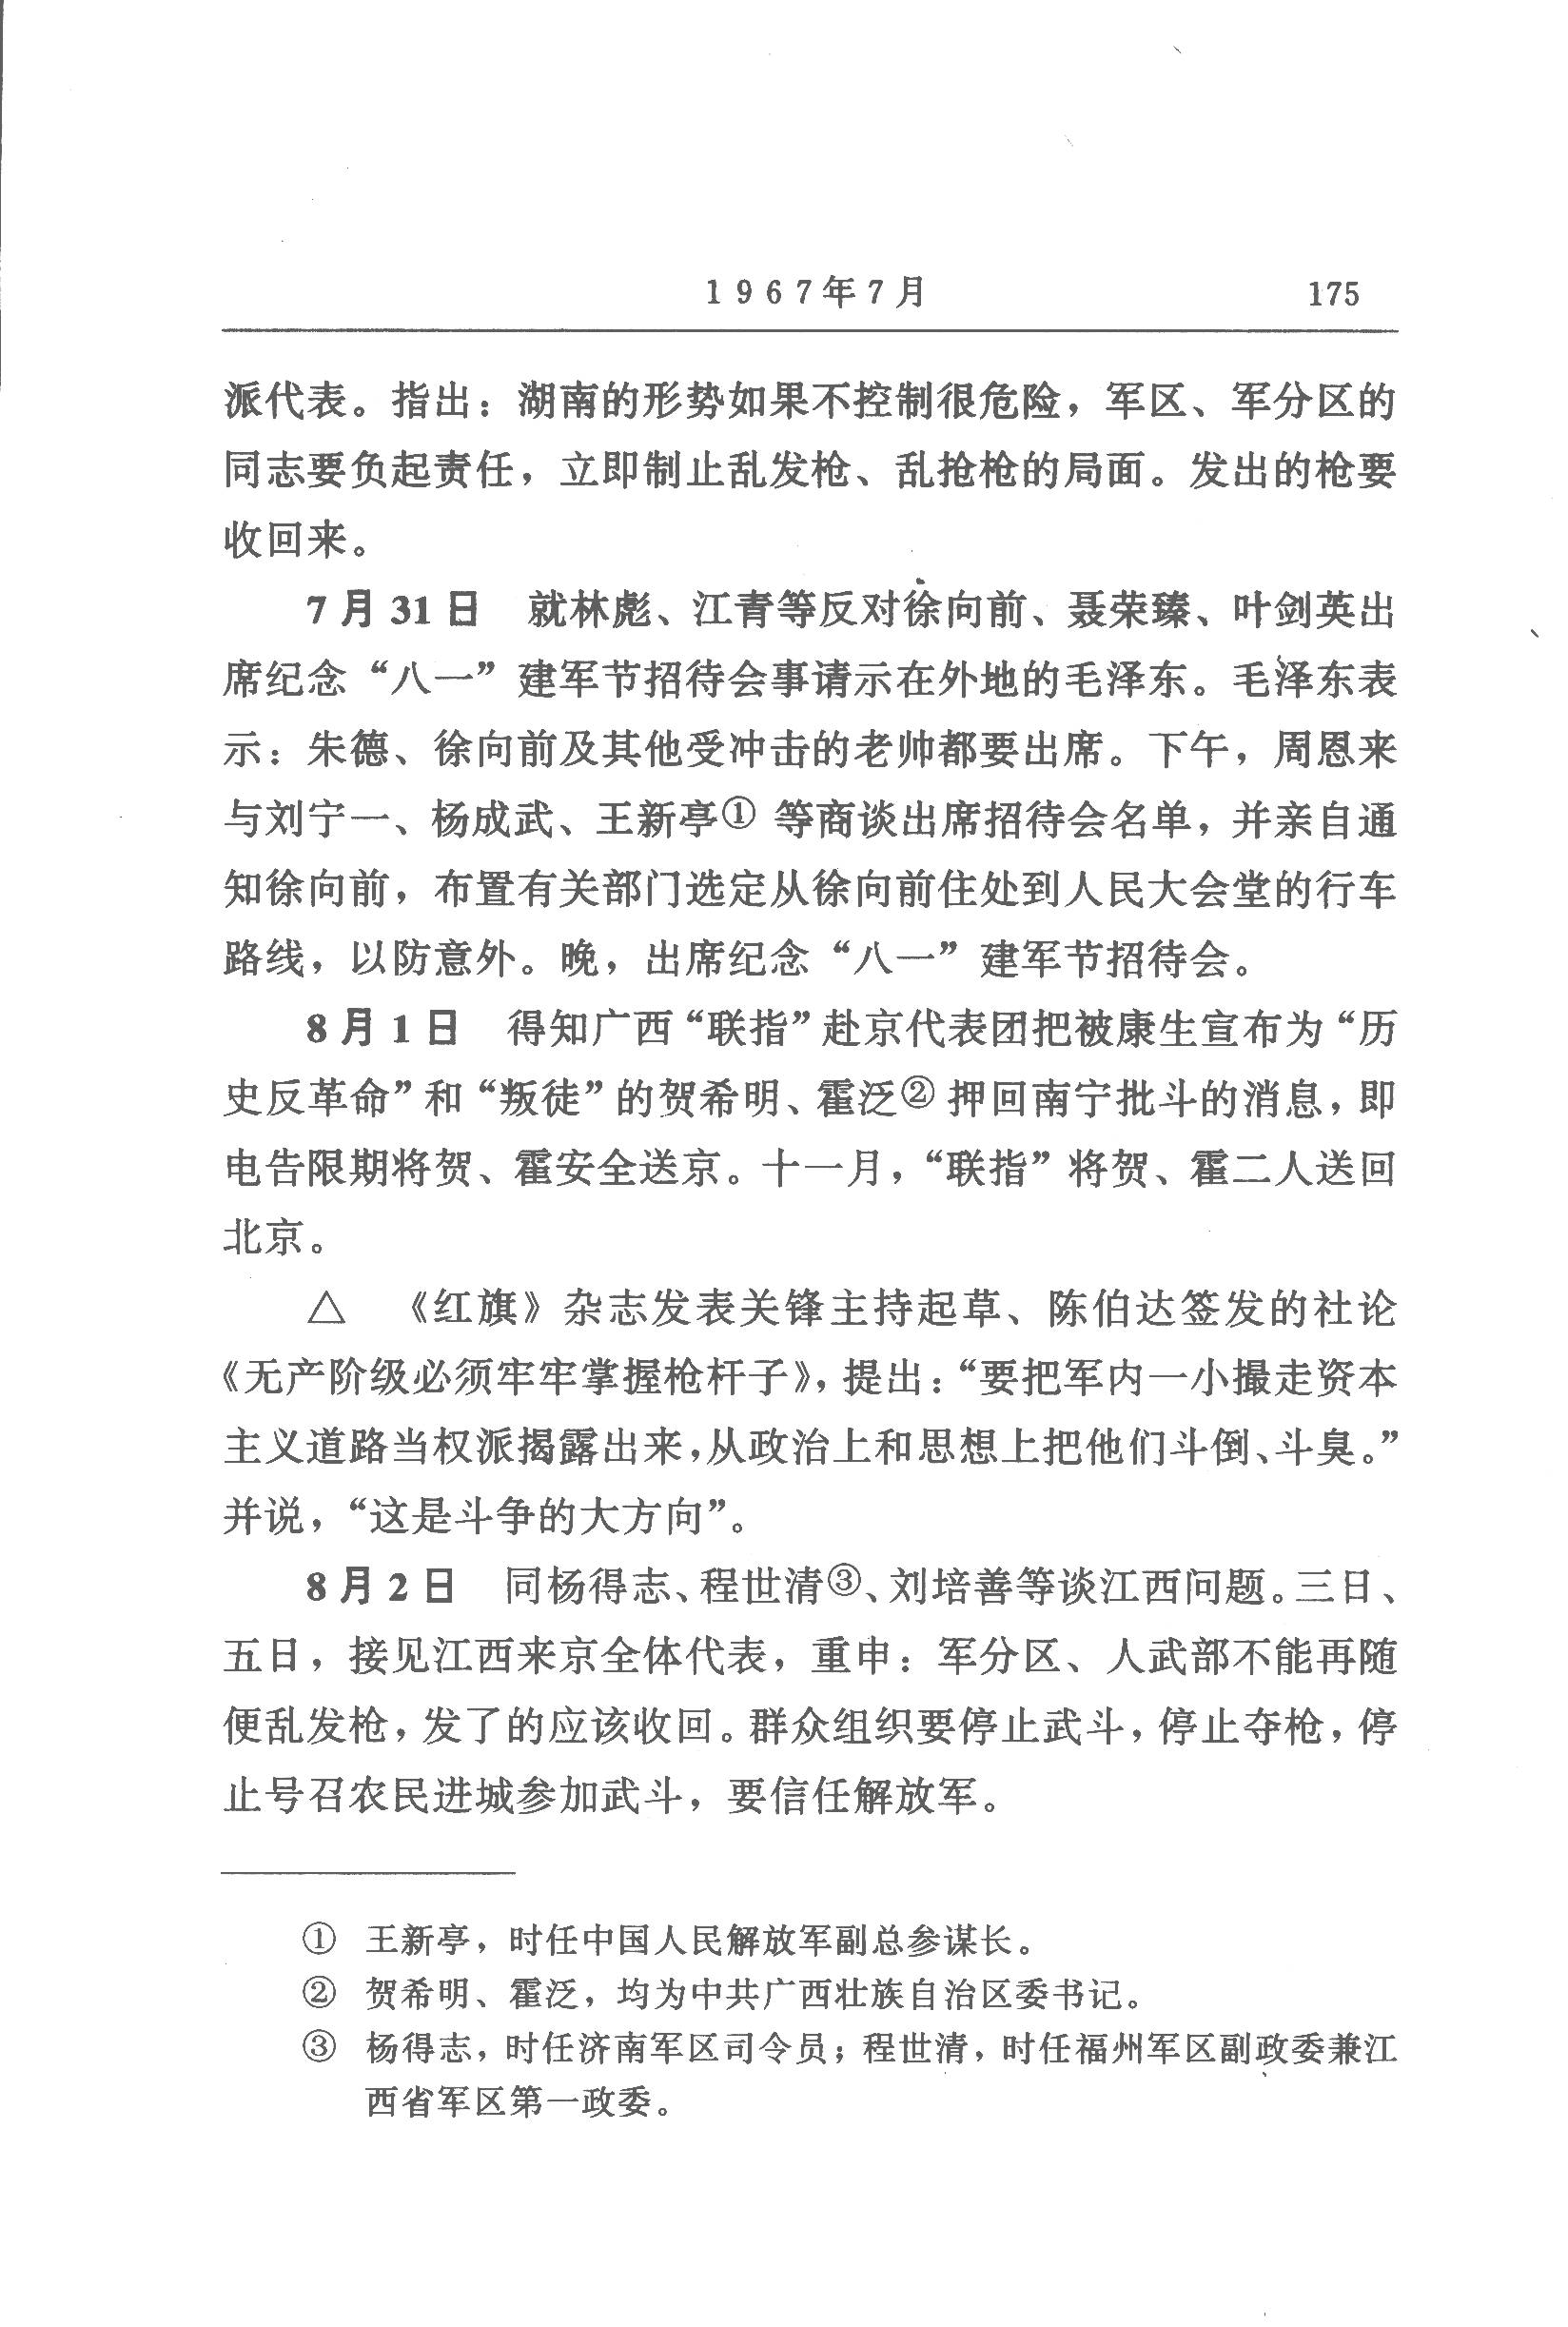 1967年7月 175
派代表。指出：湖南的形势如果不控制很危险，军区、军分区的
同志要负起责任，立即制止乱发枪、乱抢枪的局面。发出的枪要
收回来。
7月31日 就林彪、江青等反对徐向前、聂荣臻、叶剑英出
席纪念“八一”建军节招待会事请示在外地的毛泽东。毛泽东表
示：朱德、徐向前及其他受冲击的老帅都要出席。下午，周恩来
与刘宁一、杨成武、王新亭①等商谈出席招待会名单，并亲自通
知徐向前，布置有关部门选定从徐向前住处到人民大会堂的行车
路线，以防意外。晚，出席纪念“八一”建军节招待会。
8月1日 得知广西“联指”赴京代表团把被康生宣布为“历
史反革命”和“叛徒”的贺希明、霍泛②押回南宁批斗的消息，即
电告限期将贺、霍安全送京。十一月，“联指”将贺、霍二人送回
北京。
△ 《红旗》杂志发表关锋主持起草、陈伯达签发的社论
《无产阶级必须牢牢掌握枪杆子》，提出：“要把军内一小撮走资本
主义道路当权派揭露出来，从政治上和思想上把他们斗倒、斗臭。”
并说，“这是斗争的大方向”。
8月2日 同杨得志、程世清③、刘培善等谈江西问题。三日、
五日，接见江西来京全体代表，重申：军分区、人武部不能再随
便乱发枪，发了的应该收回。群众组织要停止武斗，停止夺枪，停
止号召农民进城参加武斗，要信任解放军。
① 王新亭，时任中国人民解放军副总参谋长。
② 贺希明、霍泛，均为中共广西壮族自治区委书记。
③ 杨得志，时任济南军区司令员；程世清，时任福州军区副政委兼江
西省军区第一政委。